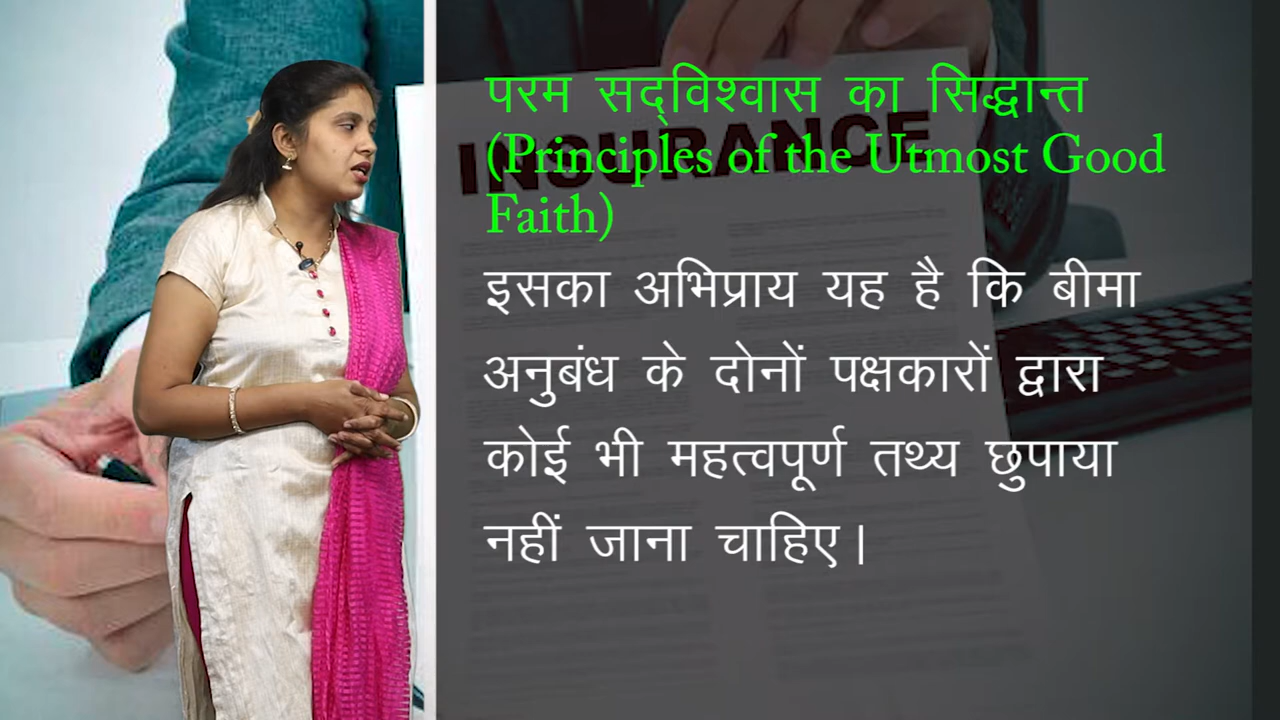 परम सद्‌विश्वास का सिद्धान्त
INSURANCE
(Principles of the Utmost Good
Faith)
इसका अभिप्राय यह है कि बीमा
अनुबंध के दोनों पक्षकारों द्वारा
कोई भी महत्वपूर्ण तथ्य छुपाया
नहीं जाना चाहिए।